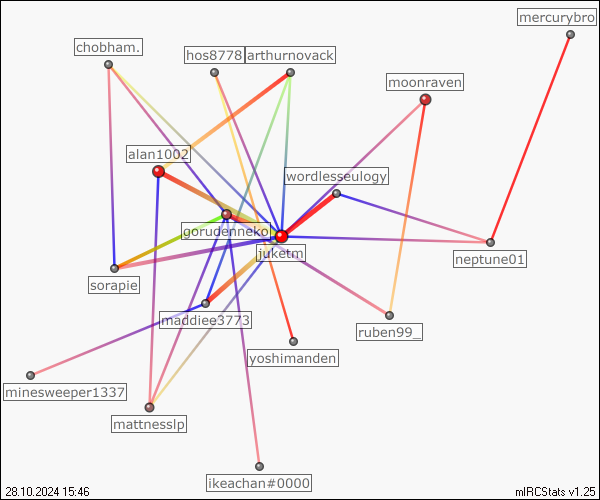 mercurybro
chobham.
hos8778
arthurnovack
moonraven
alan1002
wordlesseulogy
gorudenneko
juketm
neptune01
sorapie
maddiee3773
ruben99_
yoshimanden
minesweeper1337
mattnesslp
ikeachan#0000
28.10.2024 15:46
mIRCStats v1.25